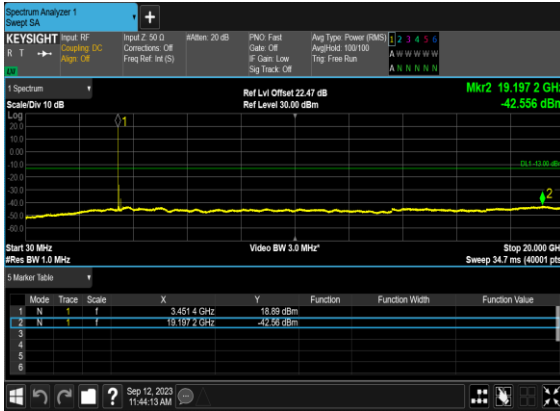 Spectrum Analyzer 1
Swept SA
+
KEYSIGHT Input: RF Input Z: 50 Ω #Atten: 20 dB PNO: Fast Avg Type: Power (RMS) 1 2 3 4 5 6
R T Coupling: DC Corrections: Off Gate: Off Avg|Hold: 100/100 A W W W W W
Align: Off Freq Ref: Int (S) IF Gain: Low Trig: Free Run
Sig Track: Off A N N N N N
1 Spectrum Ref Lvl Offset 22.47 dB Mkr2 19.197 2 GHz
Scale/Div 10 dB Ref Level 30.00 dBm -42.556 dBm
Log
20.0
10.0
0.00
-10.0
-20.0
-30.0
-40.0
-50.0
-60.0
1
DL1 -13.00 dBm
2
Start 30 MHz Video BW 3.0 MHz* Stop 20.000 GHz
#Res BW 1.0 MHz Sweep 34.7 ms (40001 pts)
5 Marker Table
Mode Trace Scale X Y Function Function Width Function Value
1 N 1 f 3.451 4 GHz 18.89 dBm
2 N 1 f 19.197 2 GHz -42.56 dBm
3
4
5
6
? Sep 12, 2023
11:44:13 AM